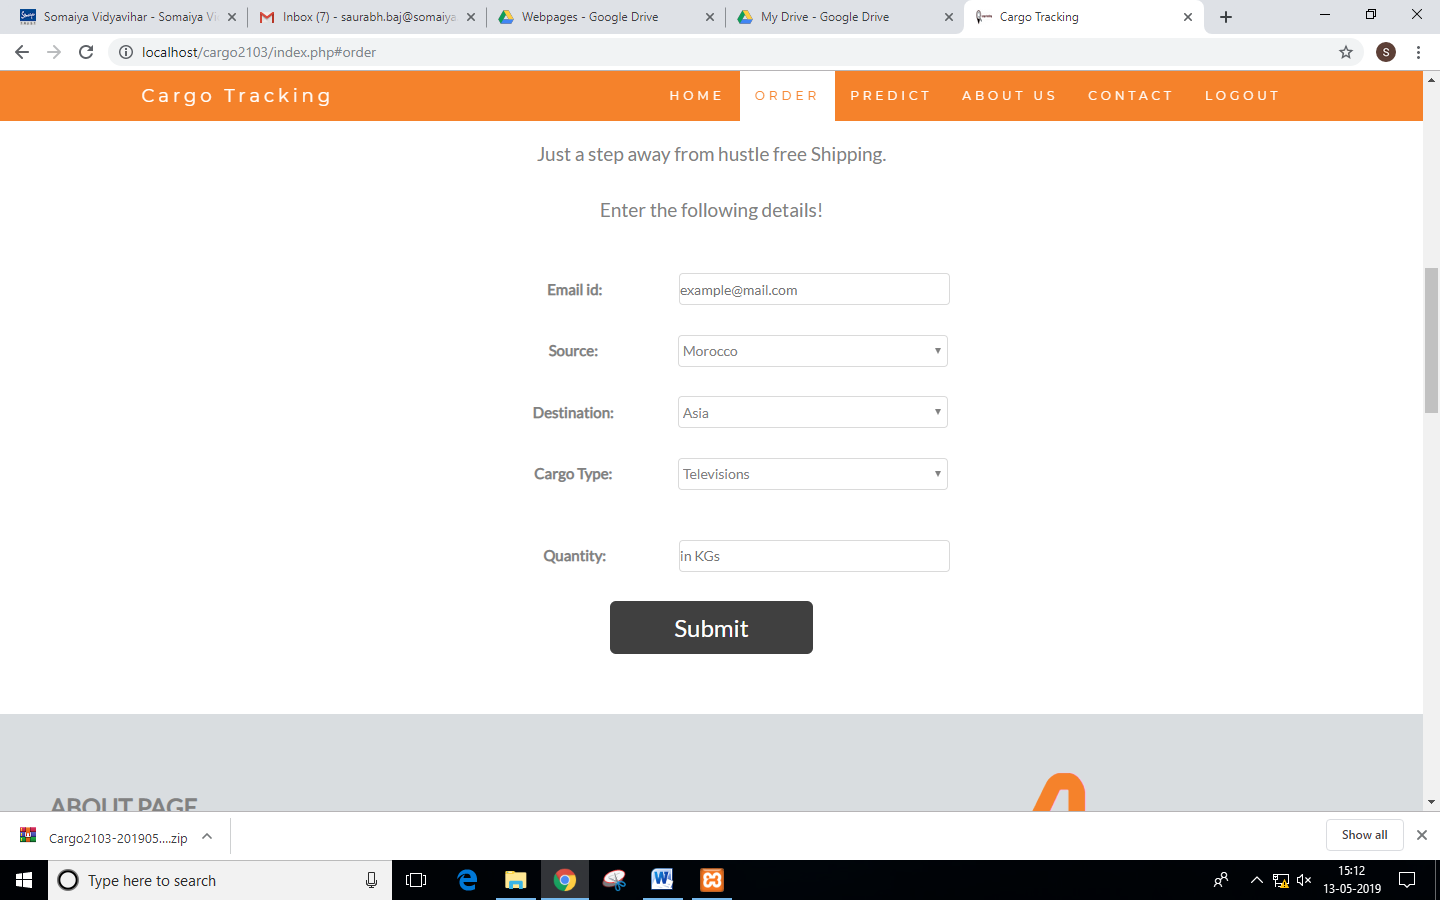 Somaiya Vidyavihar - Somaiya Vi
Inbox (7) - saurabh.baj@somaiya
Webpages - Google Drive
My Drive - Google Drive
Cargo Tracking
localhost/cargo2103/index.php#order
S
Cargo Tracking
HOME
ORDER
PREDICT
ABOUT US
CONTACT
LOGOUT
Just a step away from hustle free Shipping.
Enter the following details!
Email id:
example@mail.com
Source:
Morocco
Destination:
Asia
Cargo Type:
Televisions
Quantity:
in KGs
Submit
ABOUT PAGE
Cargo2103-201905....zip
Show all
Type here to search
15:12
13-05-2019